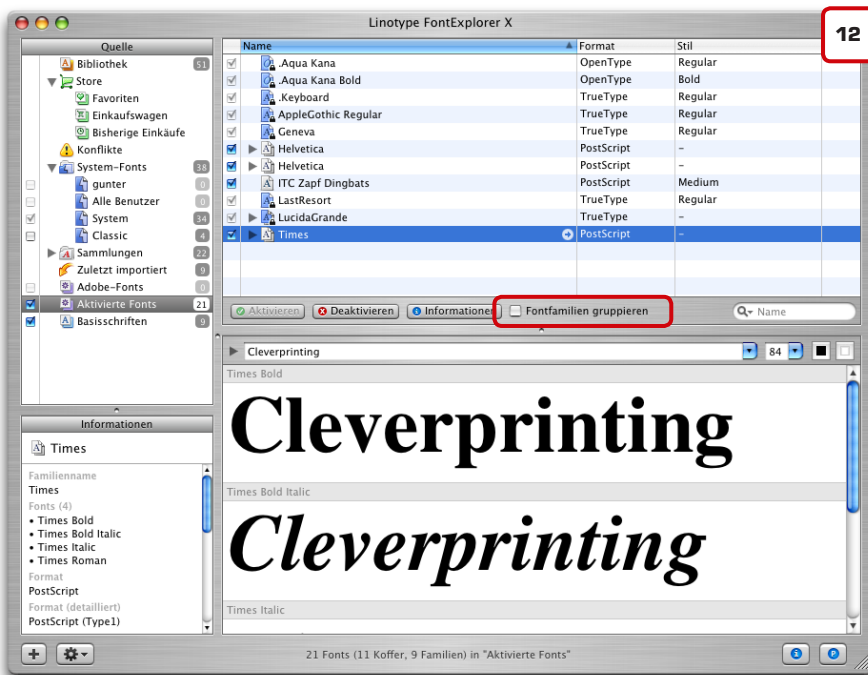 Linotype FontExplorer X
12
Quelle
Bibliothek 51
Store
Favoriten
Einkaufswagen
Bisherige Einkäufe
Konflikte
System-Fonts 38
gunter 0
Alle Benutzer 0
System 34
Classic 4
Sammlungen 22
Zuletzt importiert 9
Adobe-Fonts 0
Aktivierte Fonts 21
Basisschriften 9
Name Format Stil
.Aqua Kana OpenType Regular
.Aqua Kana Bold OpenType Bold
.Keyboard TrueType Regular
AppleGothic Regular TrueType Regular
Geneva TrueType Regular
Helvetica PostScript –
Helvetica PostScript –
ITC Zapf Dingbats PostScript Medium
LastResort TrueType Regular
LucidaGrande TrueType –
Times PostScript –
Aktivieren Deaktivieren Informationen Fontfamilien gruppieren Name
Cleverprinting 84
Times Bold
Cleverprinting
Times Bold Italic
Cleverprinting
Times Italic
Informationen
Times
Familienname
Times
Fonts (4)
• Times Bold
• Times Bold Italic
• Times Italic
• Times Roman
Format
PostScript
Format (detailliert)
PostScript (Type1)
21 Fonts (11 Koffer, 9 Familien) in "Aktivierte Fonts"